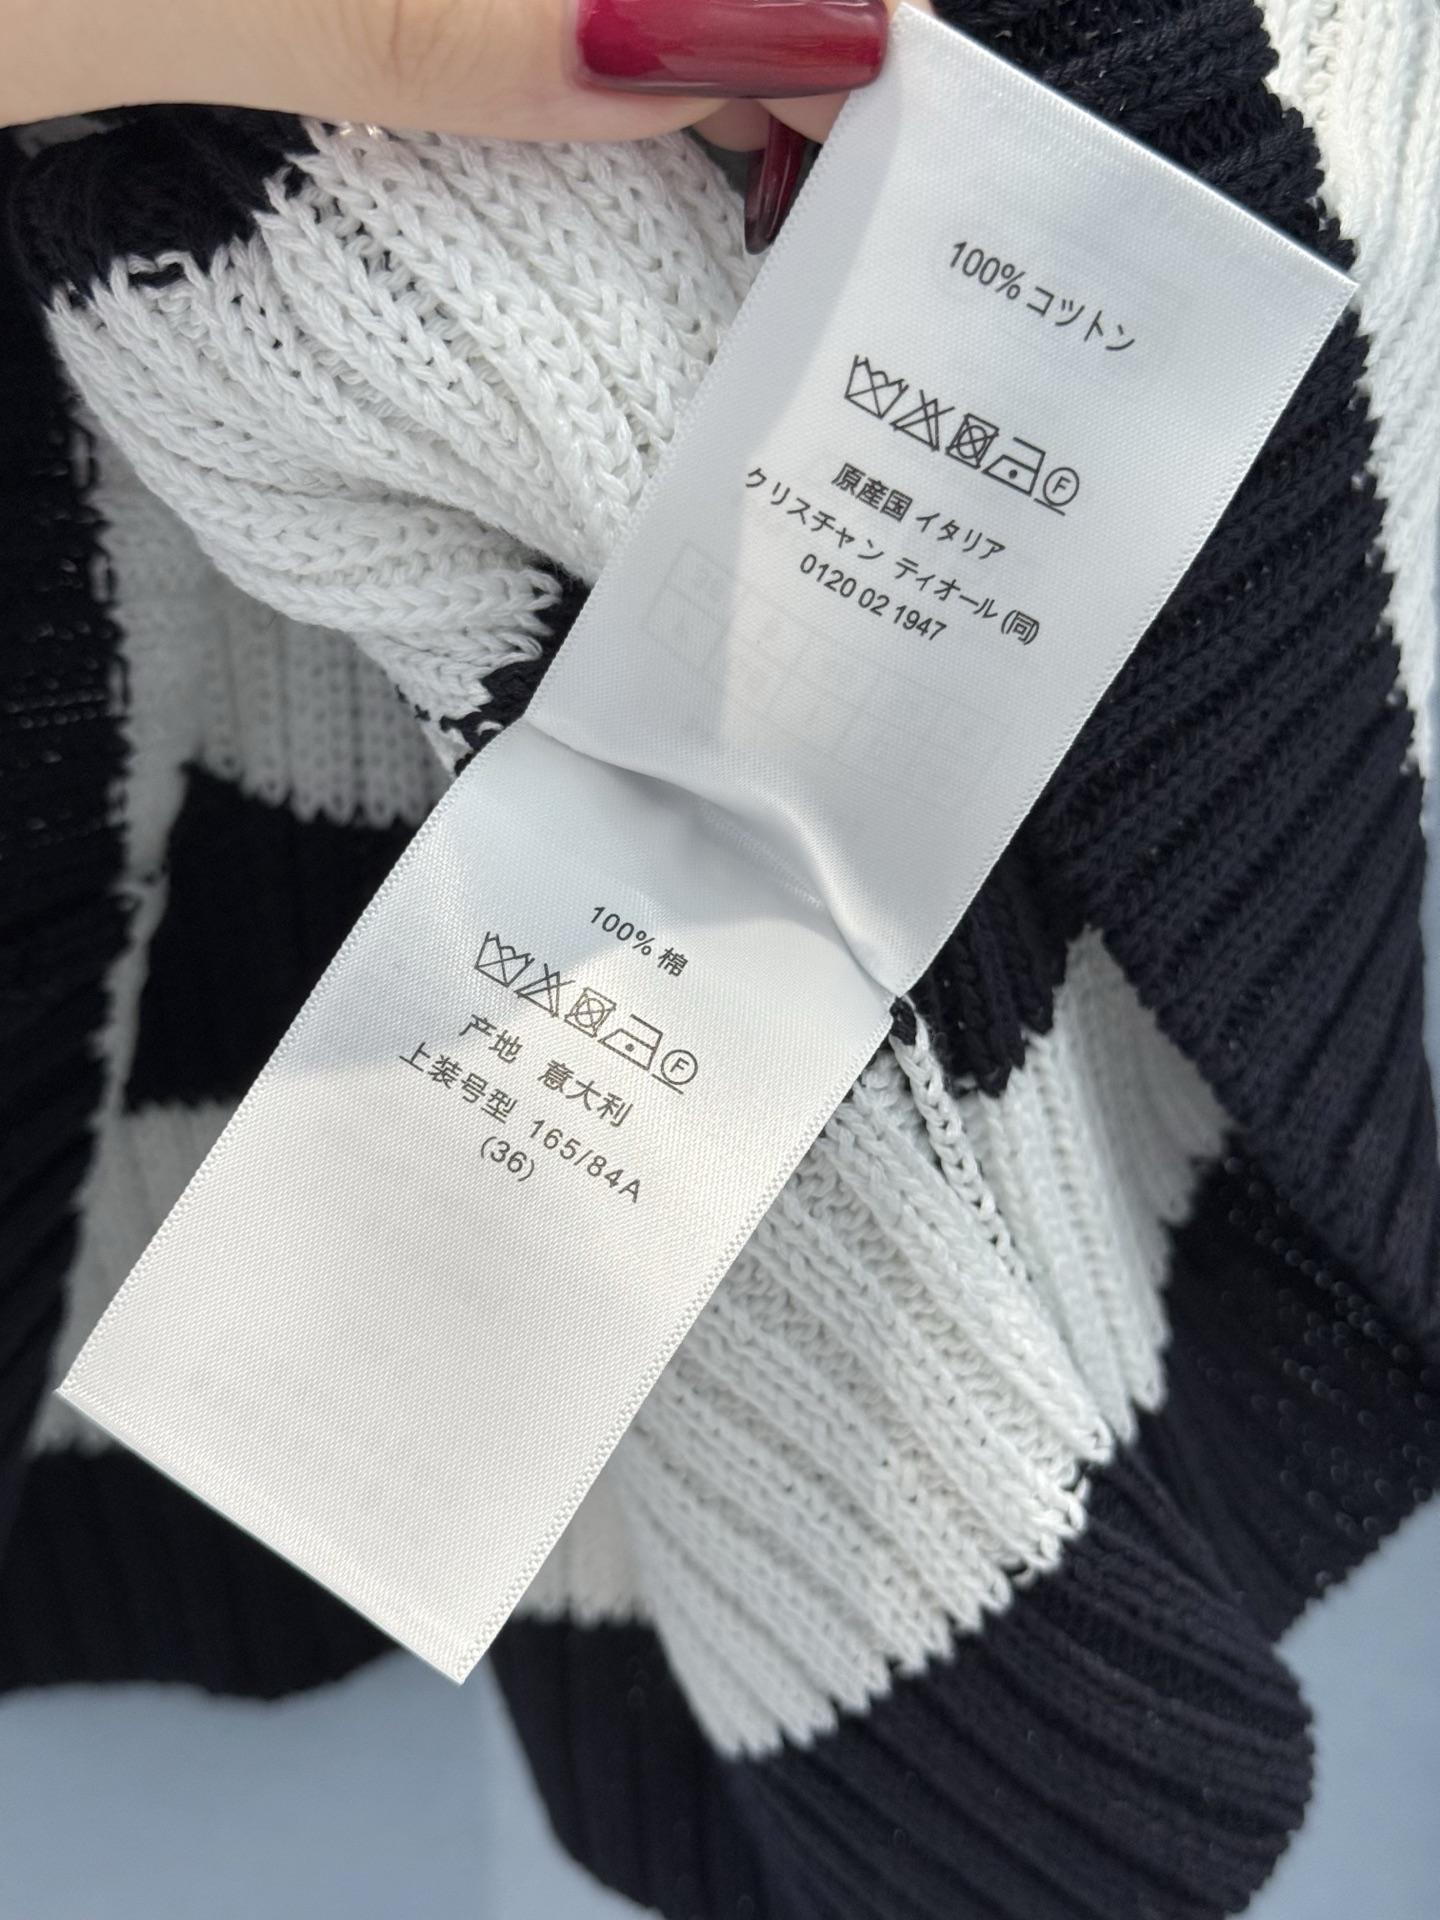 100% コットン
F
原産国 イタリア
クリスチャン ディオール (同)
0120 02 1947
100% 棉
F
产地 意大利
上装号型 165/84A
(36)